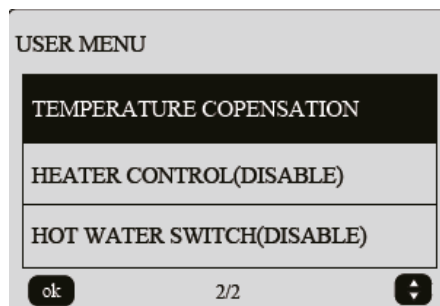 USER MENU
TEMPERATURE COPENSATION
HEATER CONTROL(DISABLE)
HOT WATER SWITCH(DISABLE)
ok 2/2